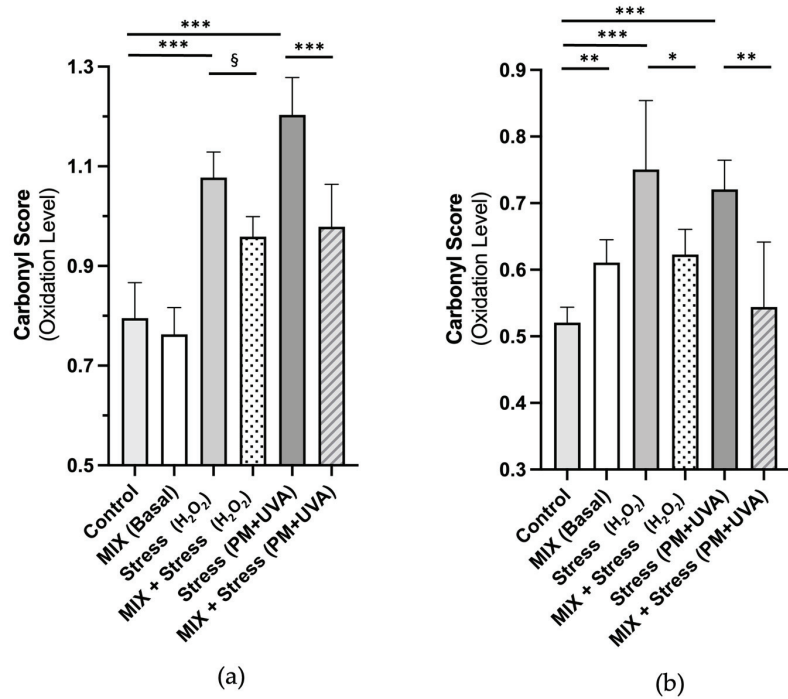 ***
***
***
§
1.3
1.1
0.9
0.7
0.5
Carbonyl Score
(Oxidation Level)
Control
MIX (Basal)
Stress (H₂O₂)
MIX + Stress (H₂O₂)
Stress (PM+UVA)
MIX + Stress (PM+UVA)
(a)
***
***
**
*
**
0.9
0.8
0.7
0.6
0.5
0.4
0.3
Carbonyl Score
(Oxidation Level)
Control
MIX (Basal)
Stress (H₂O₂)
MIX + Stress (H₂O₂)
Stress (PM+UVA)
MIX + Stress (PM+UVA)
(b)